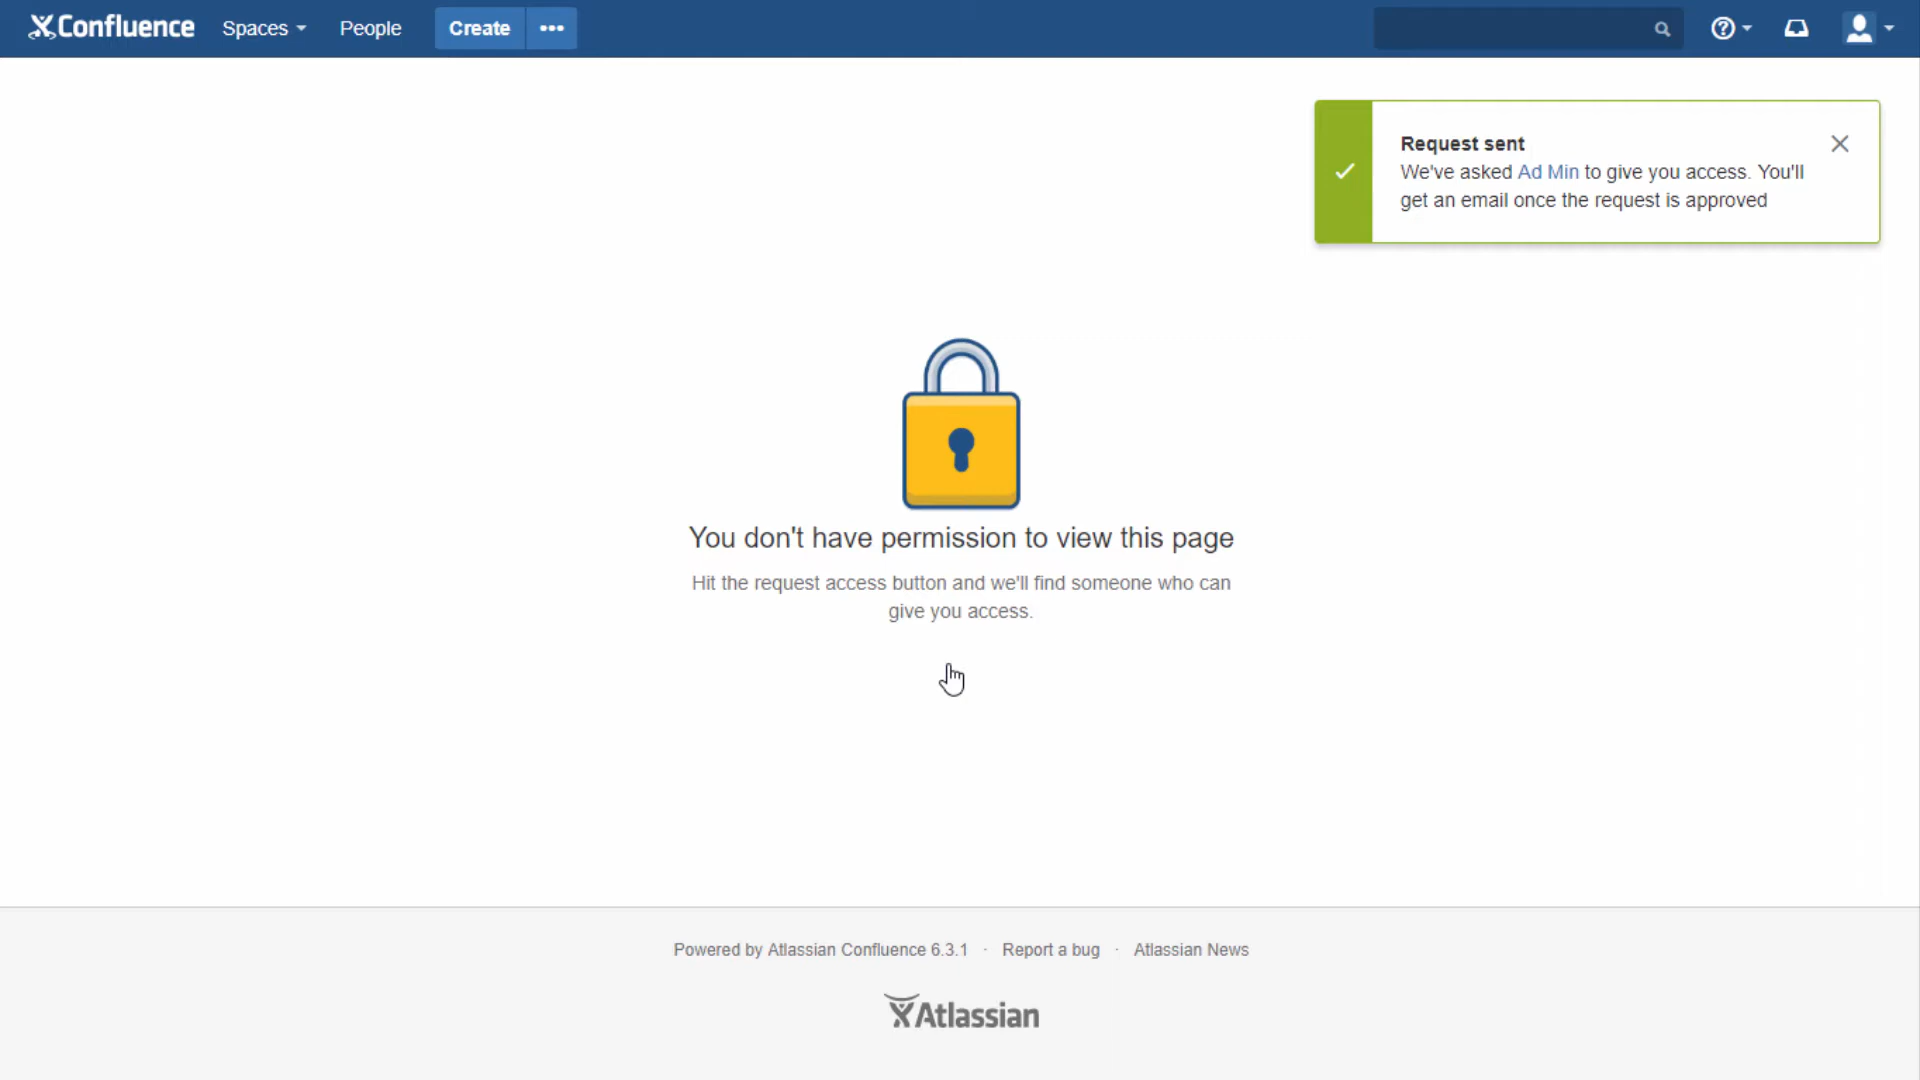 Confluence Spaces People Create
Request sent
We've asked Ad Min to give you access. You'll
get an email once the request is approved
You don't have permission to view this page
Hit the request access button and we'll find someone who can
give you access.
Powered by Atlassian Confluence 6.3.1 · Report a bug · Atlassian News
Atlassian